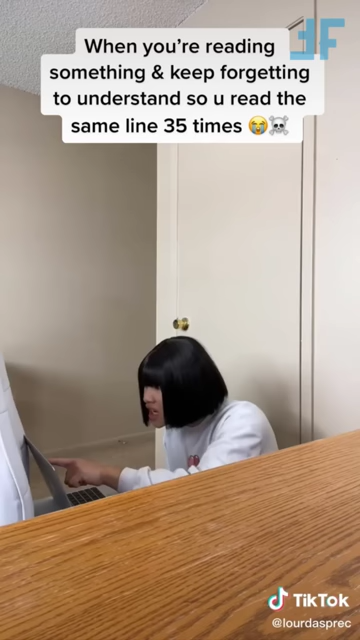 When you’re reading
something & keep forgetting
to understand so u read the
same line 35 times 😭☠️
TikTok
@lourdasprec